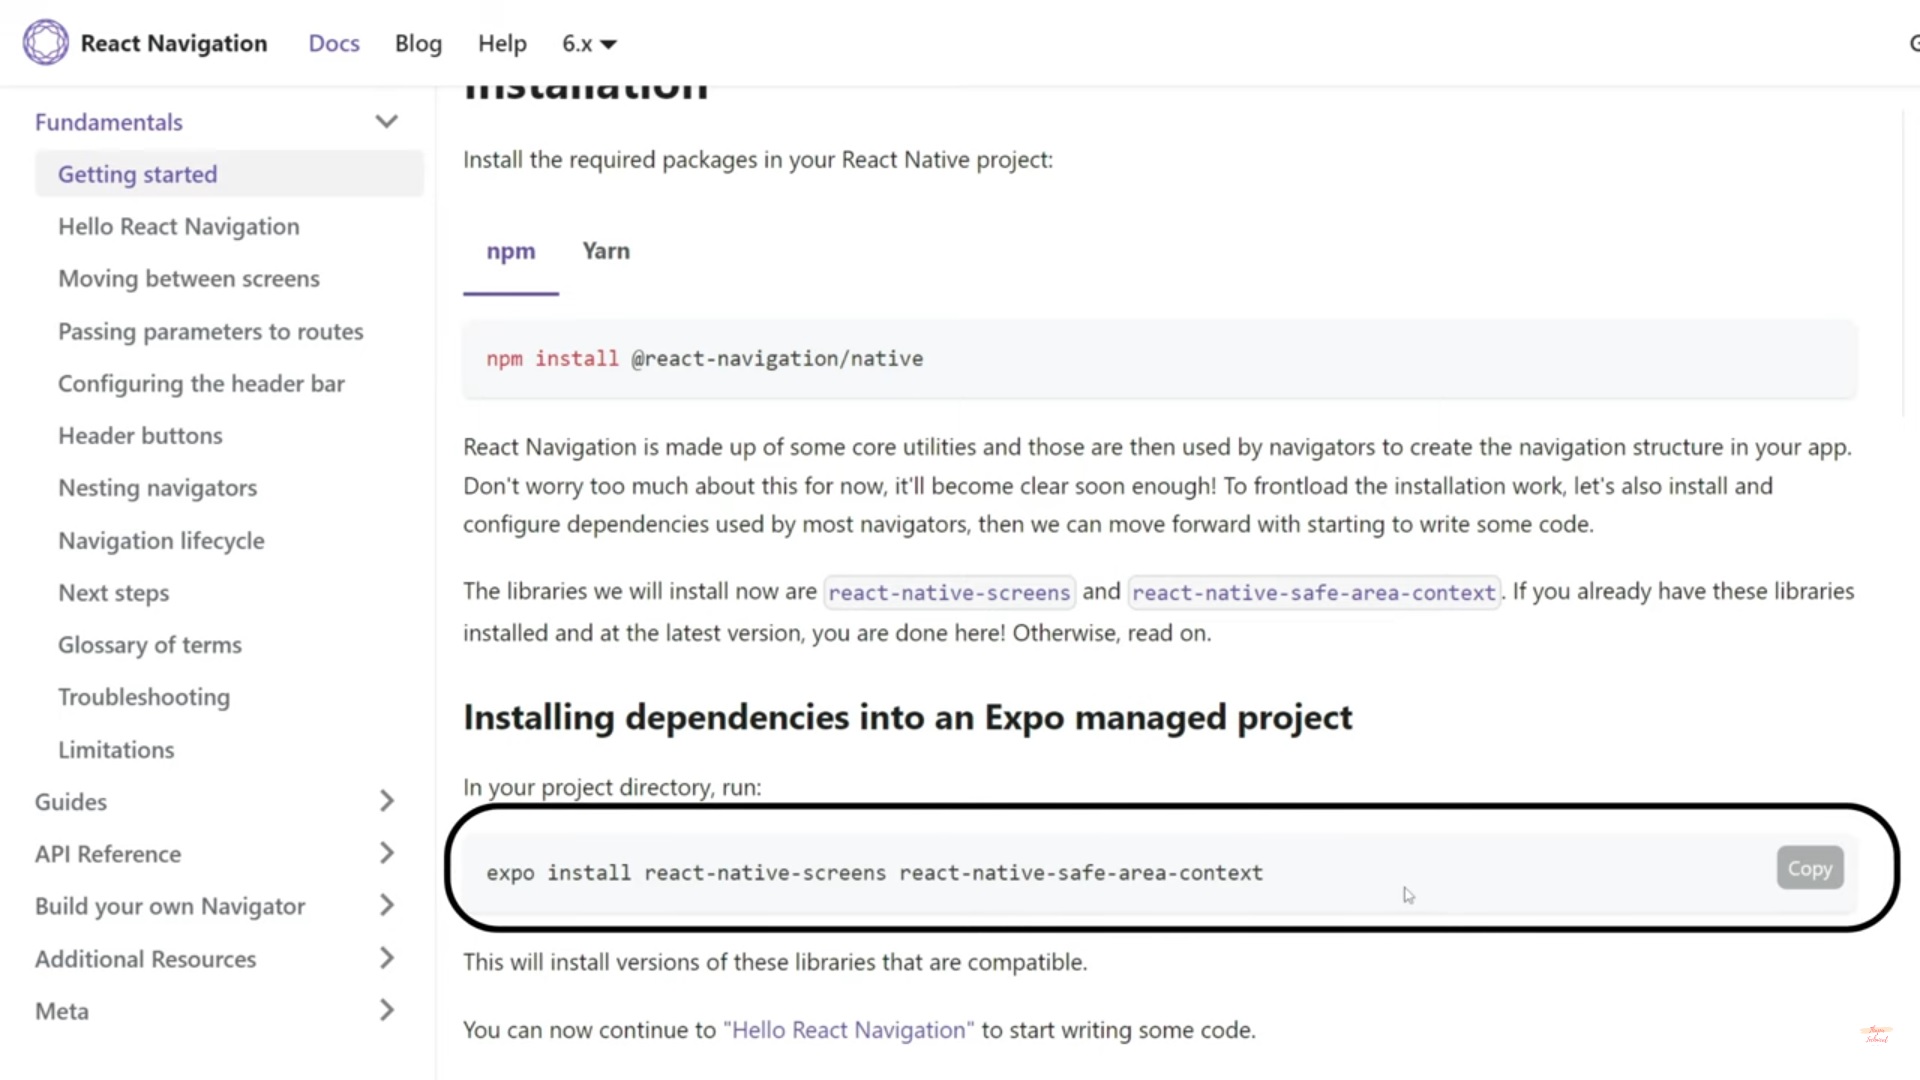 React Navigation Docs Blog Help 6.x
Installation
Fundamentals
Getting started
Hello React Navigation
Moving between screens
Passing parameters to routes
Configuring the header bar
Header buttons
Nesting navigators
Navigation lifecycle
Next steps
Glossary of terms
Troubleshooting
Limitations
Guides
API Reference
Build your own Navigator
Additional Resources
Meta
Install the required packages in your React Native project:
npm Yarn
npm install @react-navigation/native
React Navigation is made up of some core utilities and those are then used by navigators to create the navigation structure in your app.
Don't worry too much about this for now, it'll become clear soon enough! To frontload the installation work, let's also install and
configure dependencies used by most navigators, then we can move forward with starting to write some code.
The libraries we will install now are react-native-screens and react-native-safe-area-context. If you already have these libraries
installed and at the latest version, you are done here! Otherwise, read on.
Installing dependencies into an Expo managed project
In your project directory, run:
expo install react-native-screens react-native-safe-area-context
Copy
This will install versions of these libraries that are compatible.
You can now continue to "Hello React Navigation" to start writing some code.